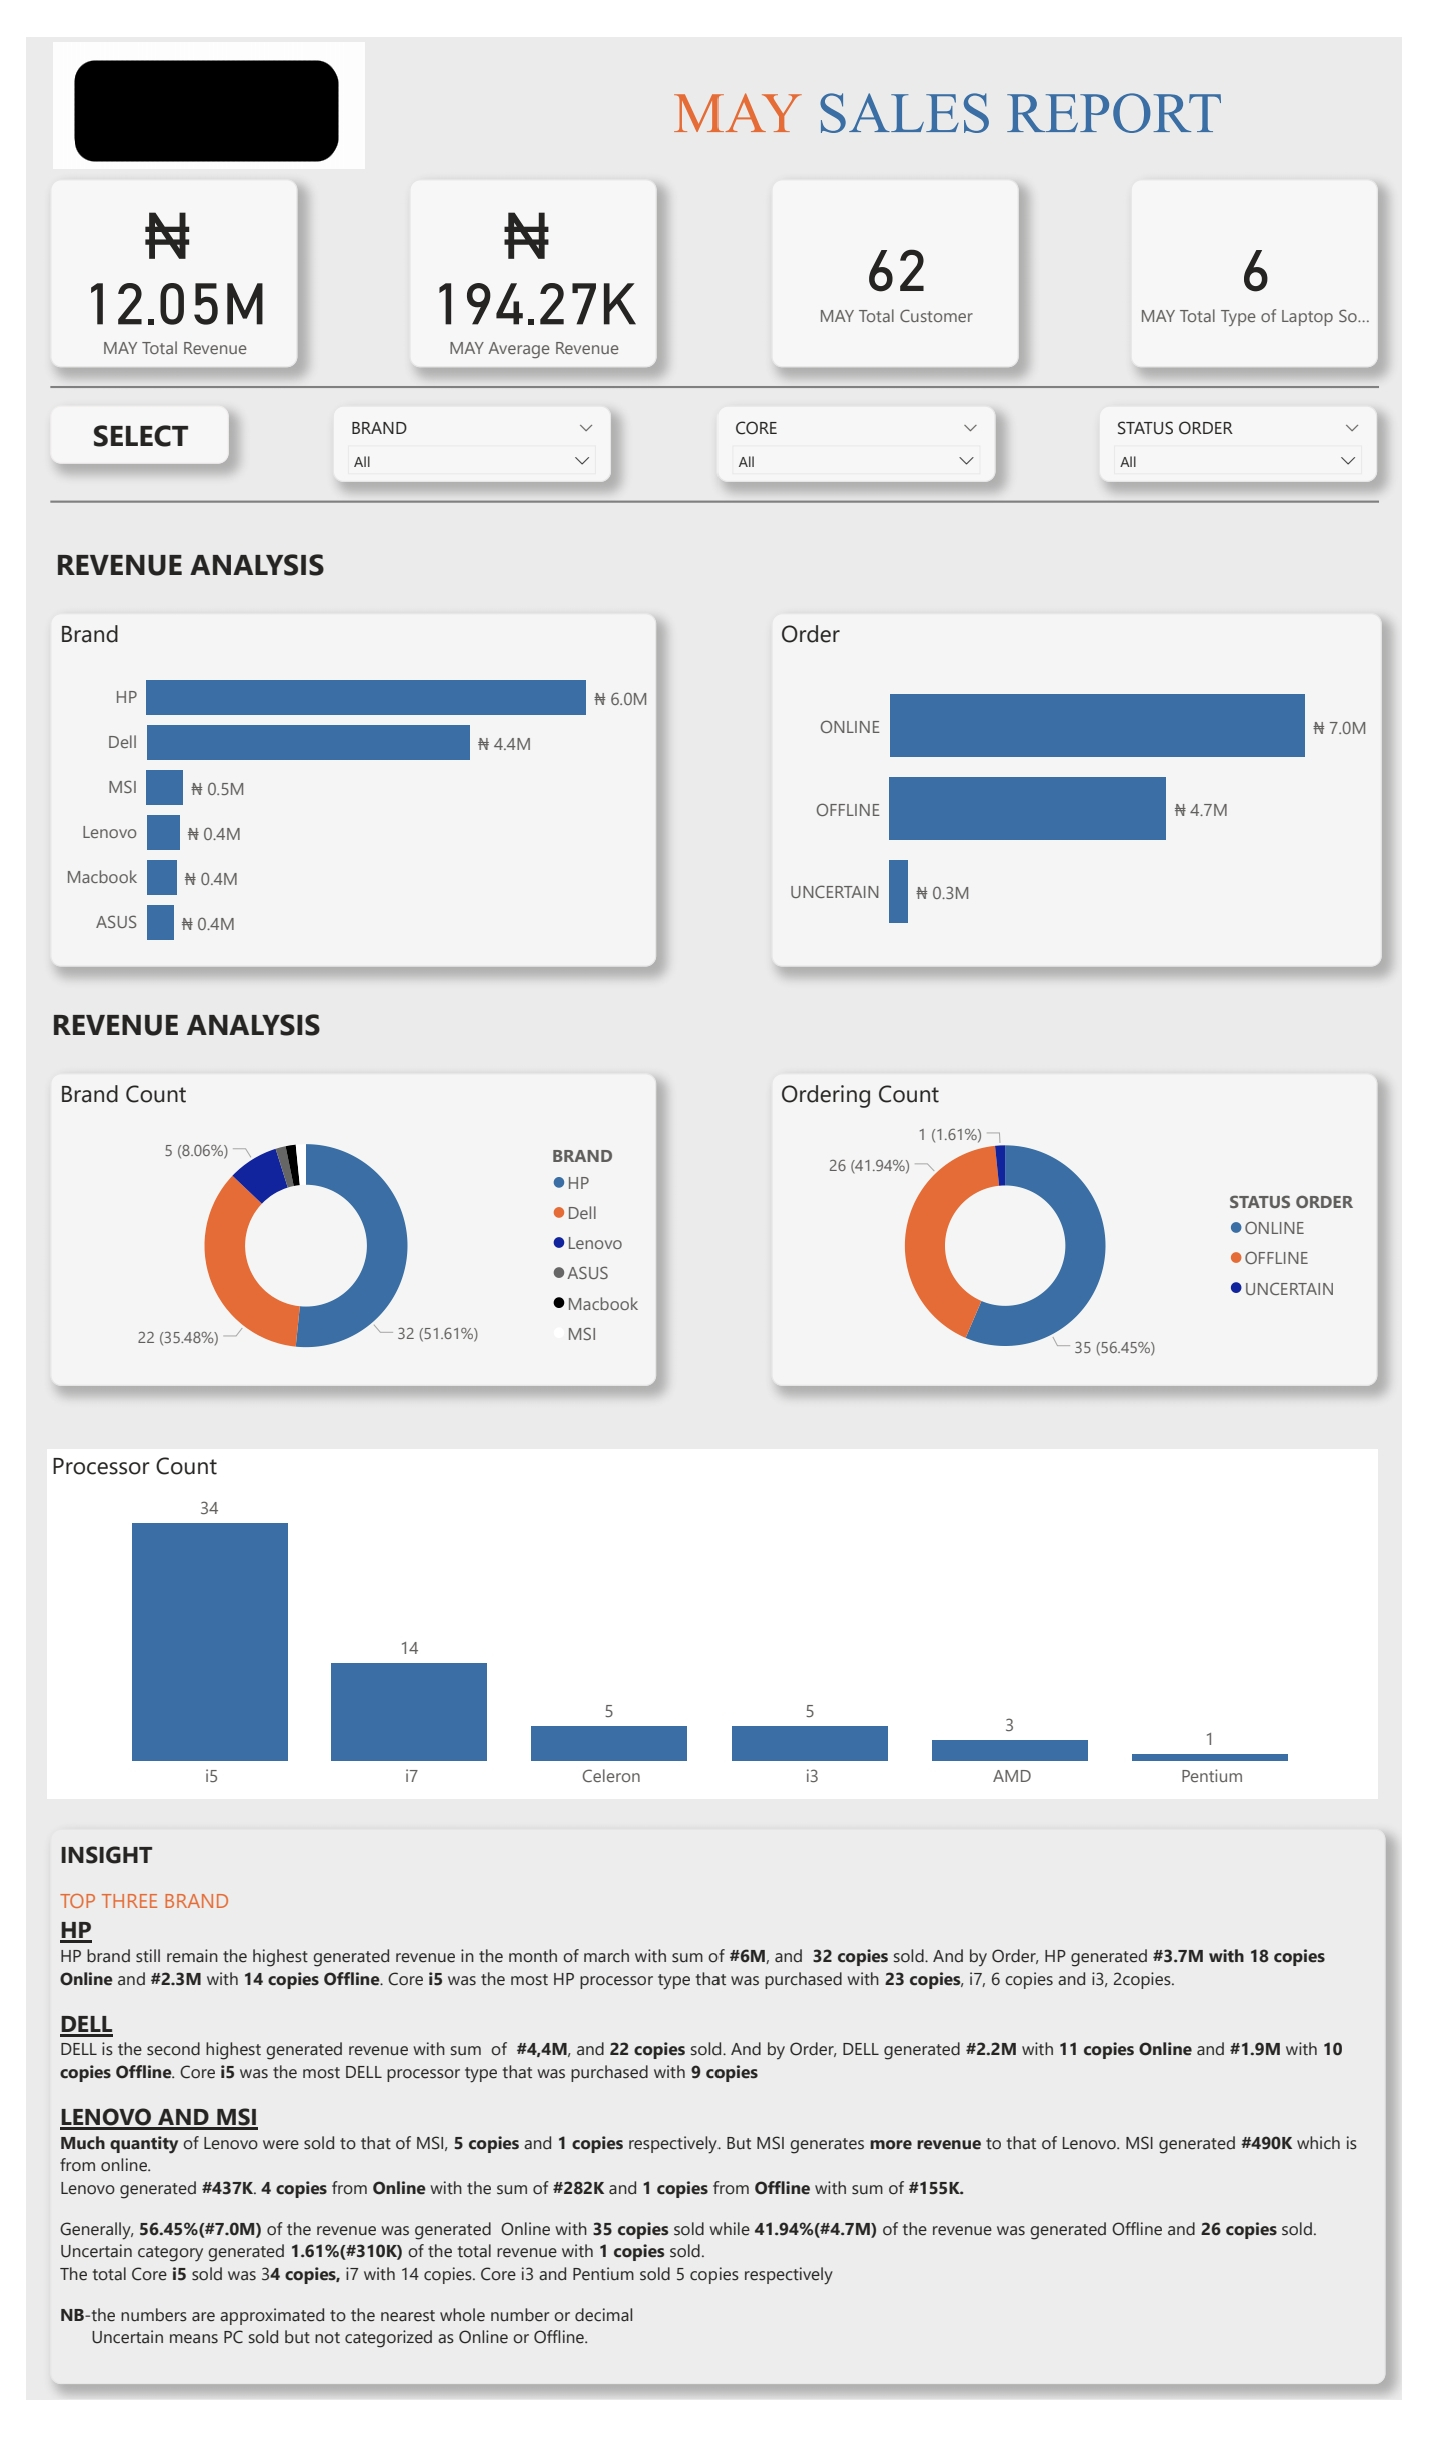 MAY SALES REPORT
₦
12.05M
MAY Total Revenue
₦
194.27K
MAY Average Revenue
62
MAY Total Customer
6
MAY Total Type of Laptop So...
SELECT
BRAND
All
CORE
All
STATUS ORDER
All
REVENUE ANALYSIS
Brand
HP ₦ 6.0M
Dell ₦ 4.4M
MSI ₦ 0.5M
Lenovo ₦ 0.4M
Macbook ₦ 0.4M
ASUS ₦ 0.4M
Order
ONLINE ₦ 7.0M
OFFLINE ₦ 4.7M
UNCERTAIN ₦ 0.3M
REVENUE ANALYSIS
Brand Count
5 (8.06%)
22 (35.48%)
32 (51.61%)
BRAND
HP
Dell
Lenovo
ASUS
Macbook
MSI
Ordering Count
1 (1.61%)
26 (41.94%)
35 (56.45%)
STATUS ORDER
ONLINE
OFFLINE
UNCERTAIN
Processor Count
34
14
5
5
3
1
i5
i7
Celeron
i3
AMD
Pentium
INSIGHT
TOP THREE BRAND
HP
HP brand still remain the highest generated revenue in the month of march with sum of #6M, and 32 copies sold. And by Order, HP generated #3.7M with 18 copies
Online and #2.3M with 14 copies Offline. Core i5 was the most HP processor type that was purchased with 23 copies, i7, 6 copies and i3, 2copies.
DELL
DELL is the second highest generated revenue with sum of #4,4M, and 22 copies sold. And by Order, DELL generated #2.2M with 11 copies Online and #1.9M with 10
copies Offline. Core i5 was the most DELL processor type that was purchased with 9 copies
LENOVO AND MSI
Much quantity of Lenovo were sold to that of MSI, 5 copies and 1 copies respectively. But MSI generates more revenue to that of Lenovo. MSI generated #490K which is
from online.
Lenovo generated #437K. 4 copies from Online with the sum of #282K and 1 copies from Offline with sum of #155K.
Generally, 56.45%(#7.0M) of the revenue was generated Online with 35 copies sold while 41.94%(#4.7M) of the revenue was generated Offline and 26 copies sold.
Uncertain category generated 1.61%(#310K) of the total revenue with 1 copies sold.
The total Core i5 sold was 34 copies, i7 with 14 copies. Core i3 and Pentium sold 5 copies respectively
NB-the numbers are approximated to the nearest whole number or decimal
Uncertain means PC sold but not categorized as Online or Offline.